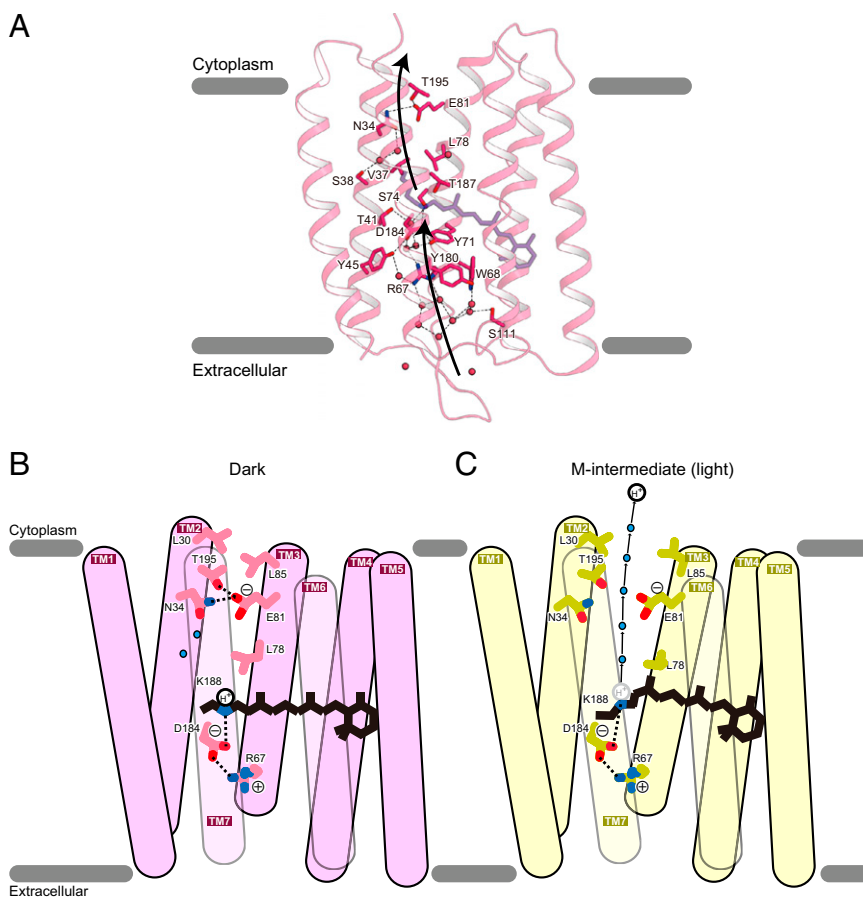 A
Cytoplasm
T195
E81
N34
L78
V37
S38
T187
S74
T41
D184
Y71
Y45
Y180
W68
R67
S111
Extracellular
B
Dark
C
M-intermediate (light)
Cytoplasm
TM2
L30
TM1
T195
TM3
TM4
TM5
L85
TM6
⊖
N34
E81
L78
K188
H+
D184
⊖
R67
⊕
TM7
Extracellular
H+
TM2
L30
TM1
T195
TM3
TM4
TM5
L85
TM6
⊖
N34
E81
L78
K188
H+
D184
⊖
R67
⊕
TM7